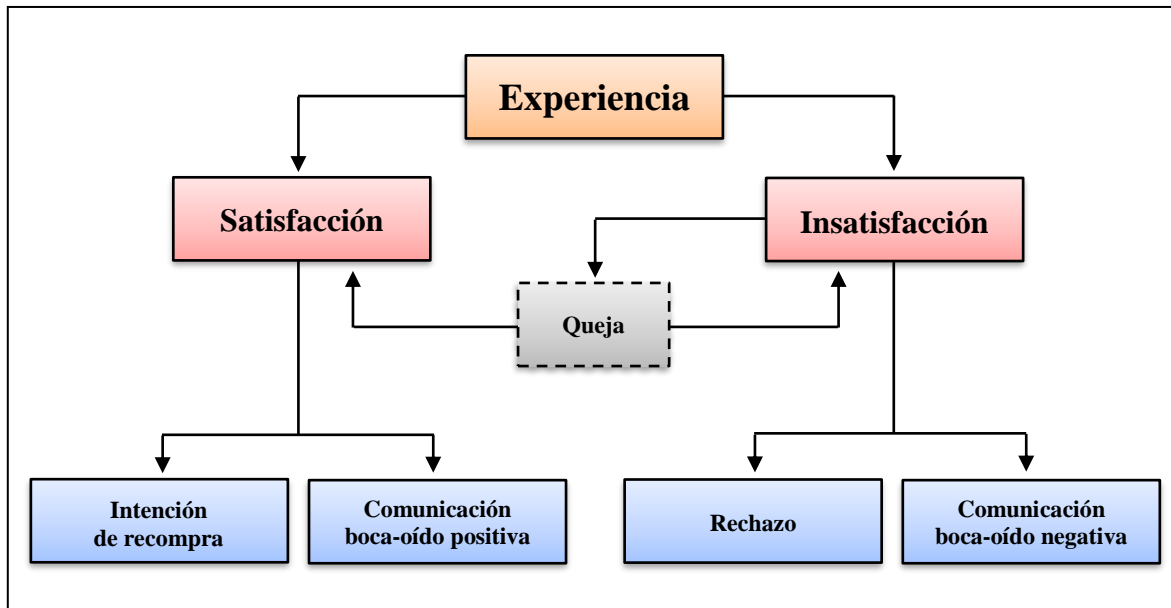 Experiencia
Satisfacción
Insatisfacción
Queja
Intención
de recompra
Comunicación
boca-oído positiva
Rechazo
Comunicación
boca-oído negativa